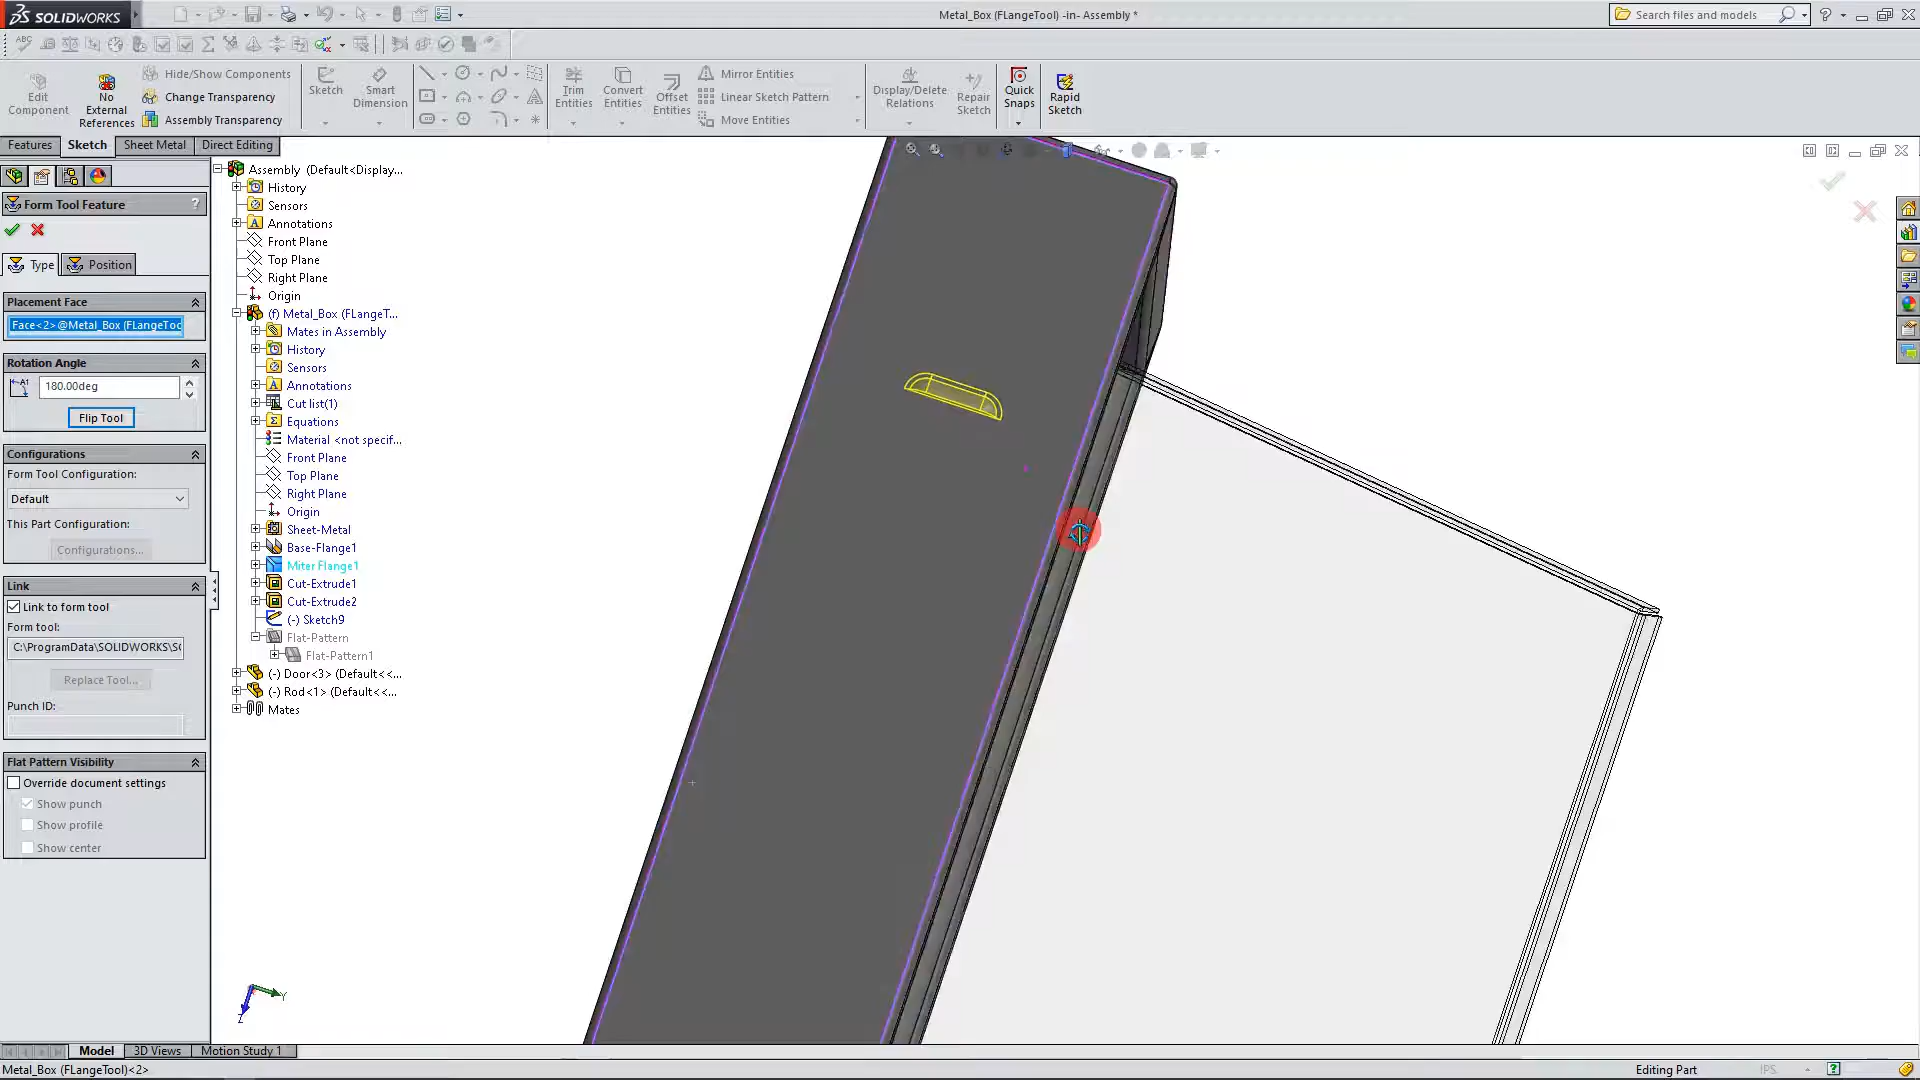 SOLIDWORKS
Metal_Box (FLangeTool) -in- Assembly *
Search files and models
Edit Component
No External References
Hide/Show Components
Change Transparency
Assembly Transparency
Sketch
Smart Dimension
Trim Entities
Convert Entities
Offset Entities
Mirror Entities
Linear Sketch Pattern
Move Entities
Display/Delete Relations
Repair Sketch
Quick Snaps
Rapid Sketch
Features
Sketch
Sheet Metal
Direct Editing
Form Tool Feature
?
Type
Position
Placement Face
Face<2>@Metal_Box (FLangeToo
Rotation Angle
180.00deg
Flip Tool
Configurations
Form Tool Configuration:
Default
This Part Configuration:
Configurations...
Link
Link to form tool
Form tool:
C:\ProgramData\SOLIDWORKS\SO
Replace Tool...
Punch ID:
Flat Pattern Visibility
Override document settings
Show punch
Show profile
Show center
Assembly (Default<Display...
History
Sensors
Annotations
Front Plane
Top Plane
Right Plane
Origin
(f) Metal_Box (FLangeT...
Mates in Assembly
History
Sensors
Annotations
Cut list(1)
Equations
Material <not specif...
Front Plane
Top Plane
Right Plane
Origin
Sheet-Metal
Base-Flange1
Miter Flange1
Cut-Extrude1
Cut-Extrude2
(-) Sketch9
Flat-Pattern
Flat-Pattern1
(-) Door<3> (Default<<...
(-) Rod<1> (Default<<...
Mates
Y
Z
Model
3D Views
Motion Study 1
Metal_Box (FLangeTool)<2>
Editing Part
IPS